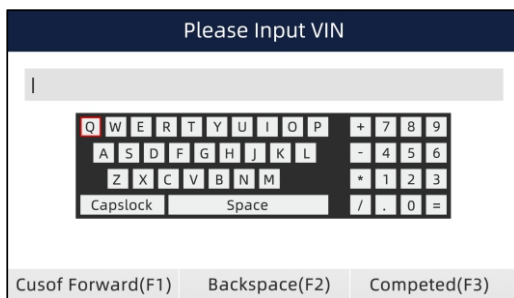 Please Input VIN
Q W E R T Y U I O P + 7 8 9
A S D F G H J K L - 4 5 6
Z X C V B N M * 1 2 3
Capslock Space / . 0 =
Cusof Forward(F1) Backspace(F2) Competed(F3)